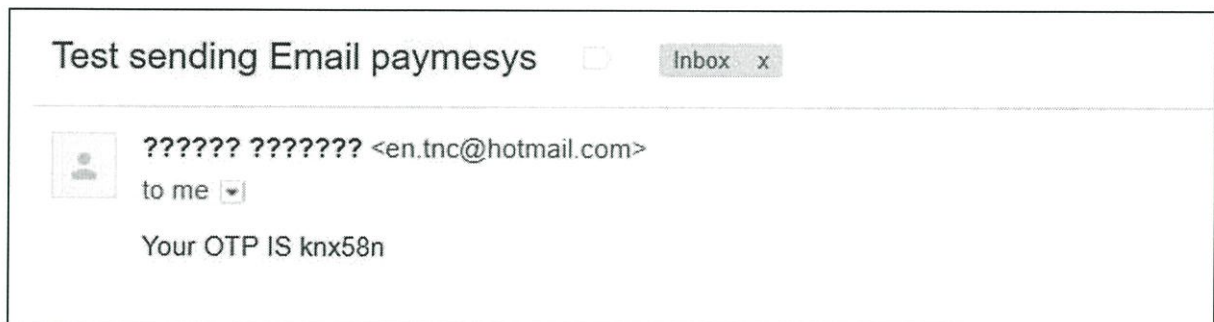 Test sending Email paymesys Inbox x
?????? ??????? <en.tnc@hotmail.com>
to me
Your OTP IS knx58n